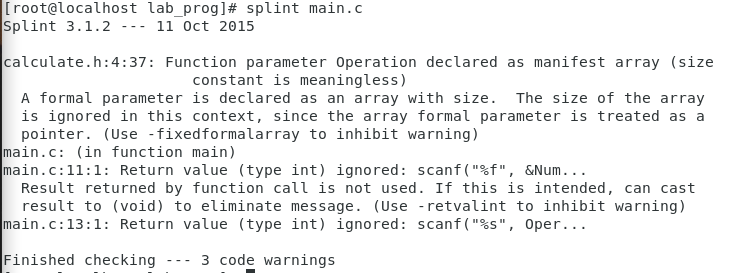 [root@localhost lab_prog]# splint main.c
Splint 3.1.2 --- 11 Oct 2015
calculate.h:4:37: Function parameter Operation declared as manifest array (size
constant is meaningless)
A formal parameter is declared as an array with size.  The size of the array
is ignored in this context, since the array formal parameter is treated as a
pointer. (Use -fixedformalarray to inhibit warning)
main.c: (in function main)
main.c:11:1: Return value (type int) ignored: scanf("%f", &Num...
Result returned by function call is not used. If this is intended, can cast
result to (void) to eliminate message. (Use -retvalint to inhibit warning)
main.c:13:1: Return value (type int) ignored: scanf("%s", Oper...
Finished checking --- 3 code warnings